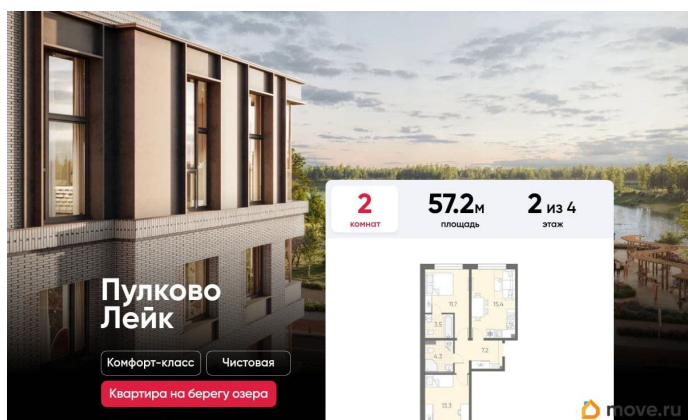 2
комнат
57.2м
площадь
2 из 4
этаж
Пулково
Лейк
Комфорт-класс
Чистовая
Квартира на берегу озера
11.7
15.4
3.5
4.3
7.2
13.3
move.ru